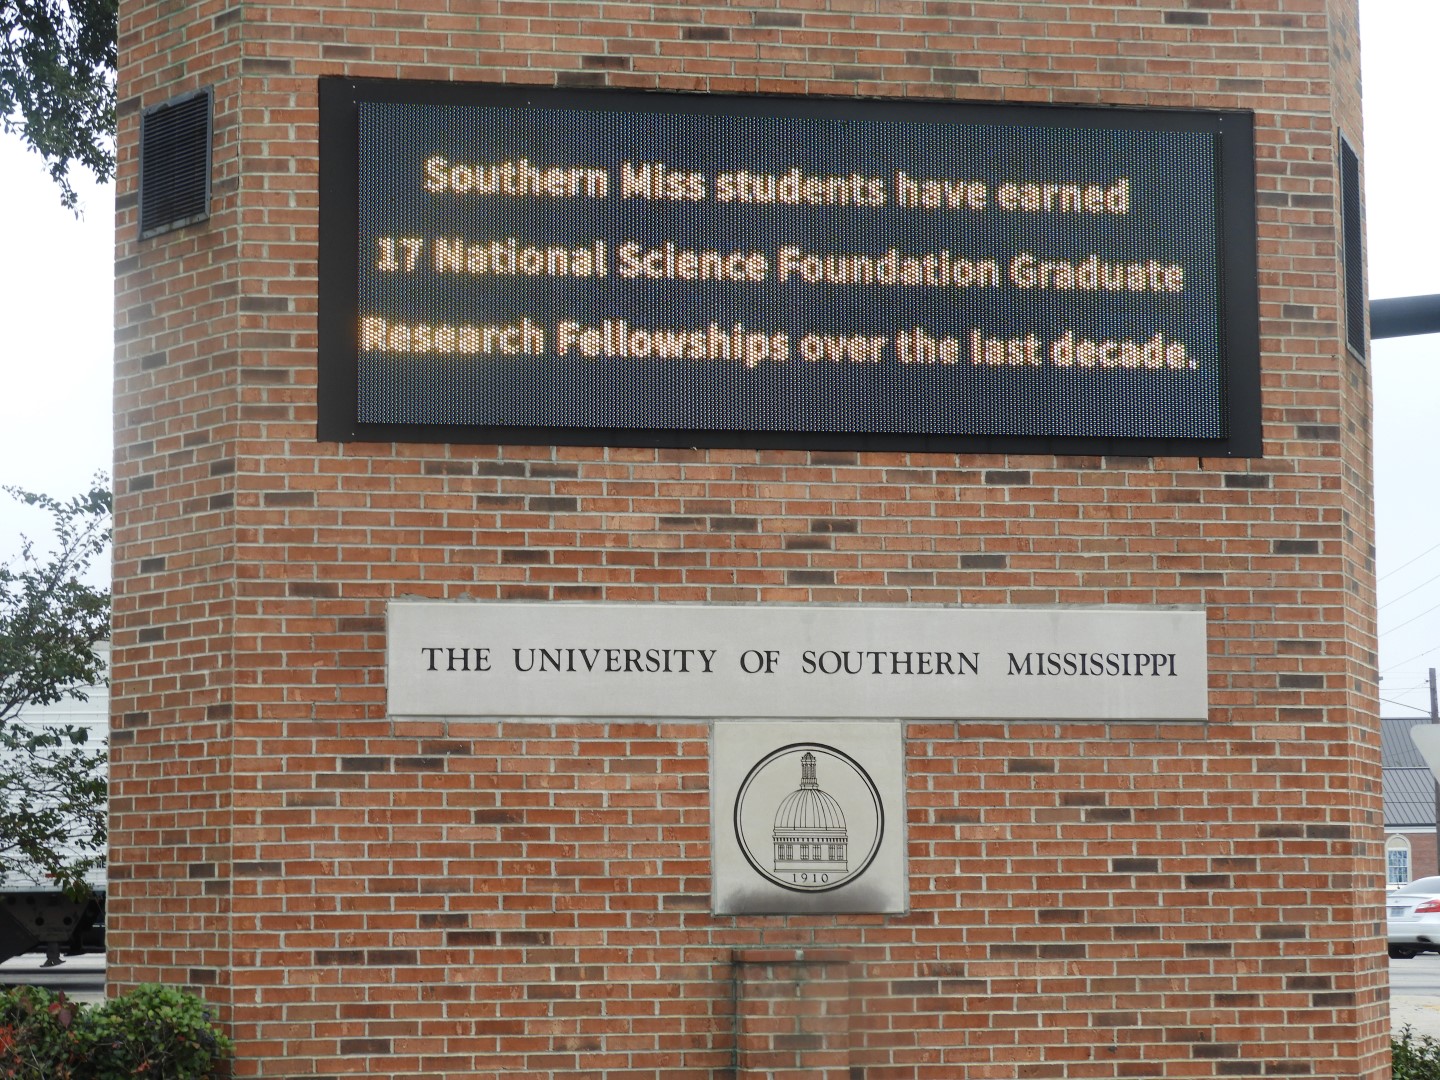 Southern Miss students have earned
17 National Science Foundation Graduate
Research Fellowships over the last decade.
THE UNIVERSITY OF SOUTHERN MISSISSIPPI
1910